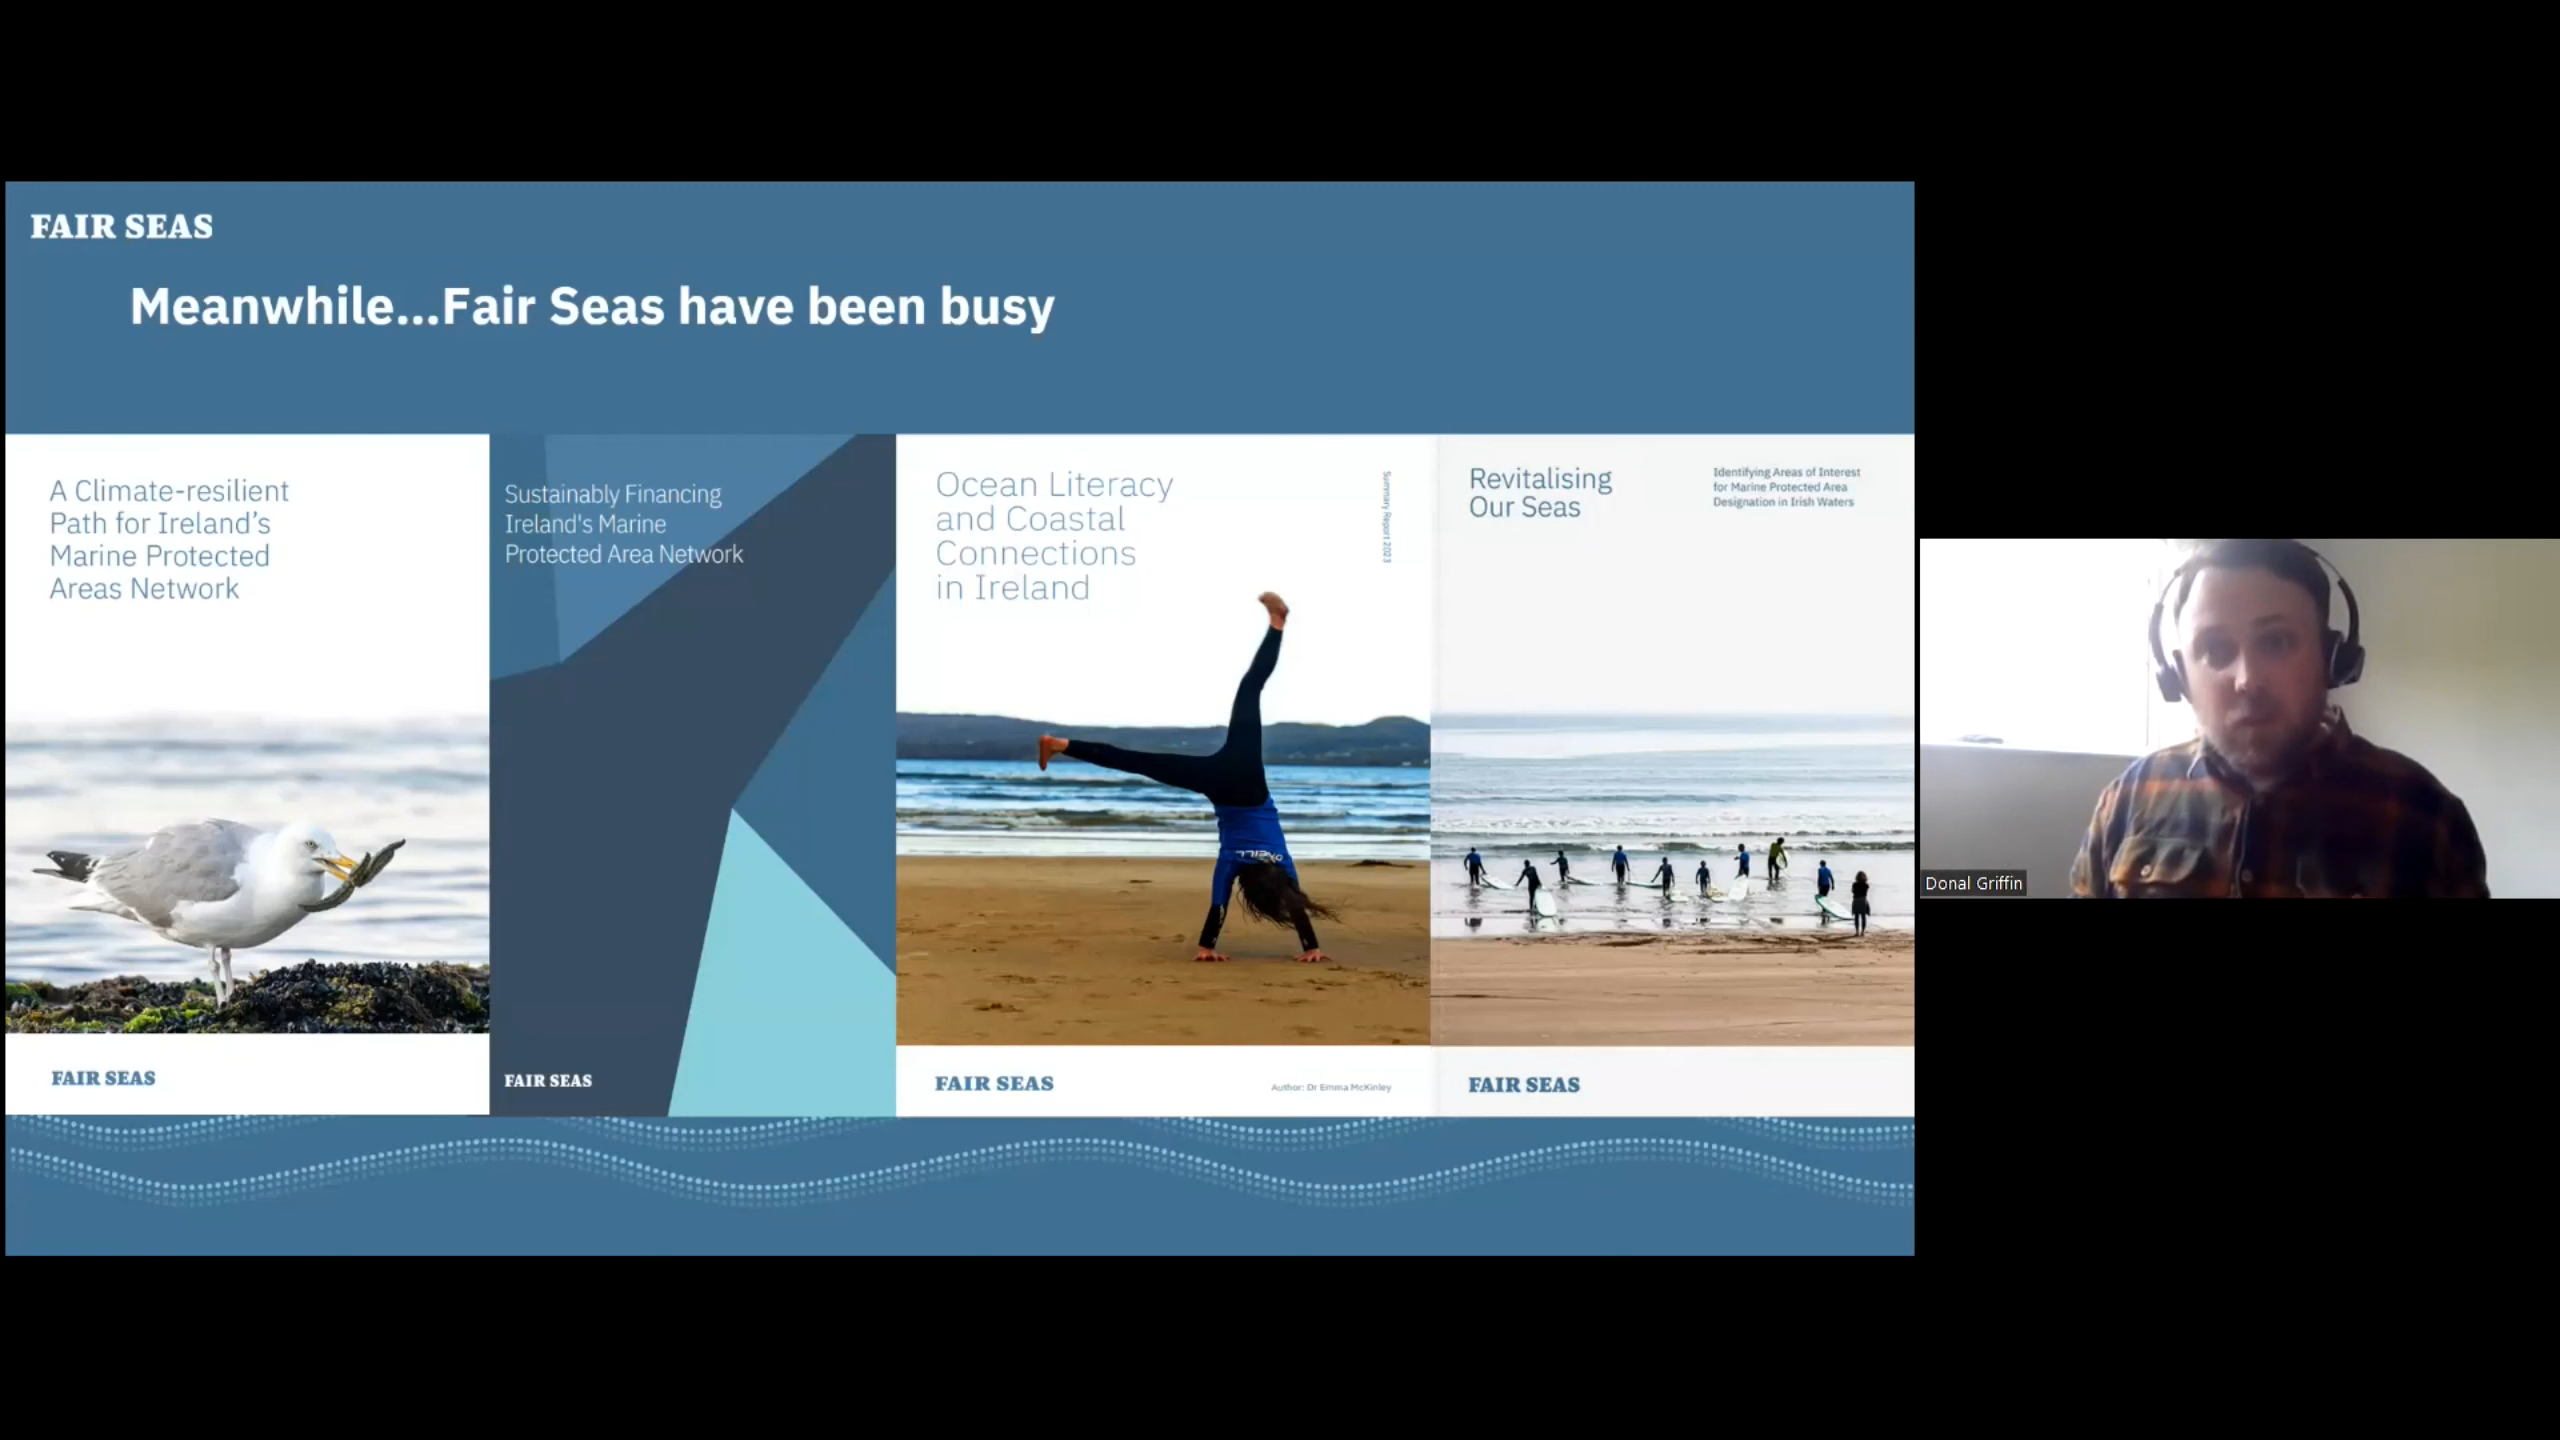 FAIR SEAS
Meanwhile...Fair Seas have been busy
A Climate-resilient
Path for Ireland's
Marine Protected
Areas Network
FAIR SEAS
Sustainably Financing
Ireland's Marine
Protected Area Network
FAIR SEAS
Ocean Literacy
and Coastal
Connections
in Ireland
Summary Report 2023
O'NEILL
FAIR SEAS
Author: Dr Emma McKinley
Revitalising
Our Seas
Identifying Areas of Interest
for Marine Protected Area
Designation in Irish Waters
FAIR SEAS
Donal Griffin